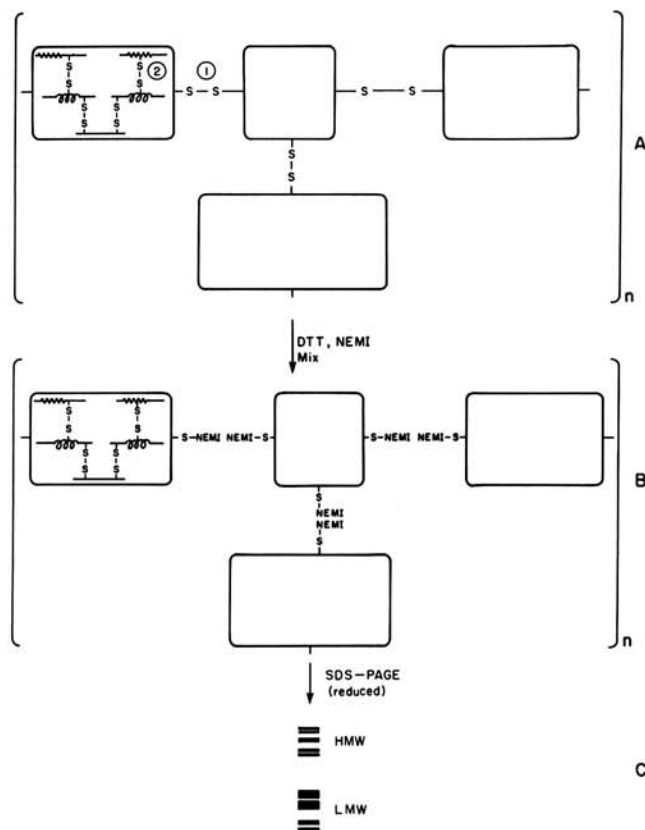 ② ①
S S S S S S
S S
S S S S
S S
A
S
S
n
DTT, NEMI
Mix
S S S-NEMI NEMI-S S-NEMI NEMI-S
S S
S S
S S
B
S
NEMI
NEMI
S
n
SDS-PAGE
(reduced)
HMW
C
LMW